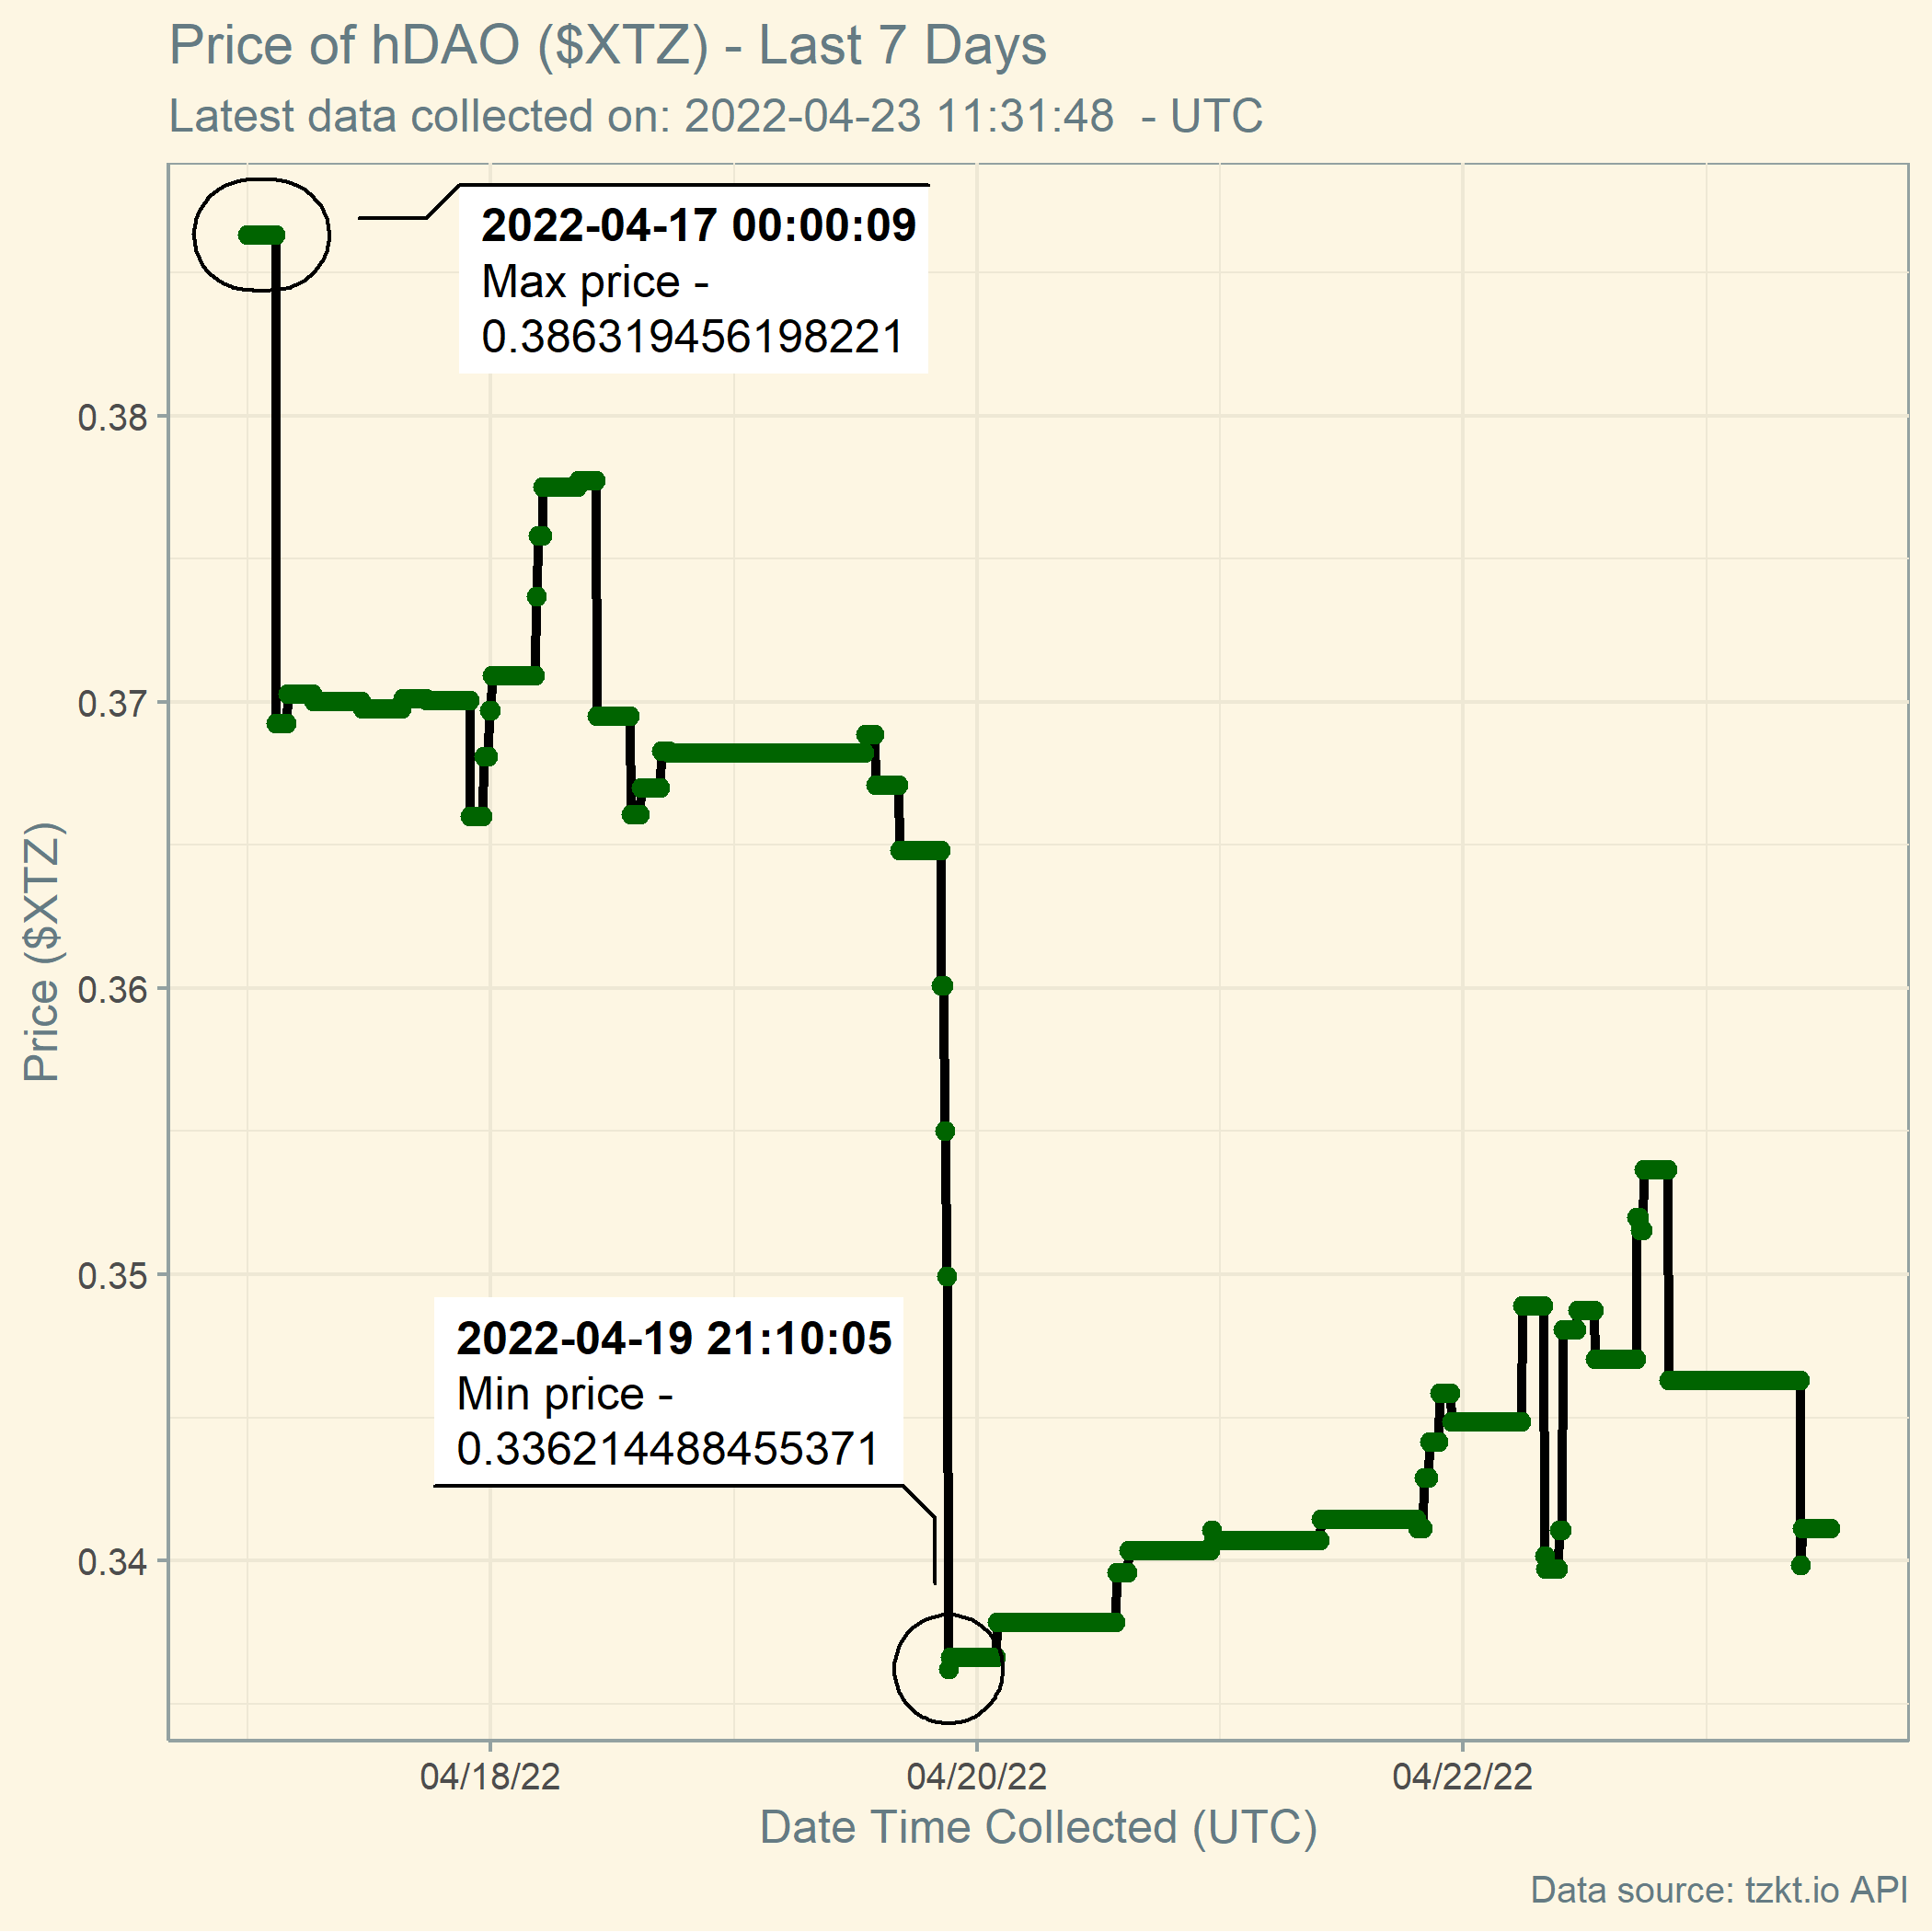 Price of hDAO ($XTZ) - Last 7 Days
Latest data collected on: 2022-04-23 11:31:48  - UTC
2022-04-17 00:00:09
Max price -
0.386319456198221
0.38
0.37
0.36
0.35
0.34
Price ($XTZ)
2022-04-19 21:10:05
Min price -
0.336214488455371
04/18/22
04/20/22
04/22/22
Date Time Collected (UTC)
Data source: tzkt.io API